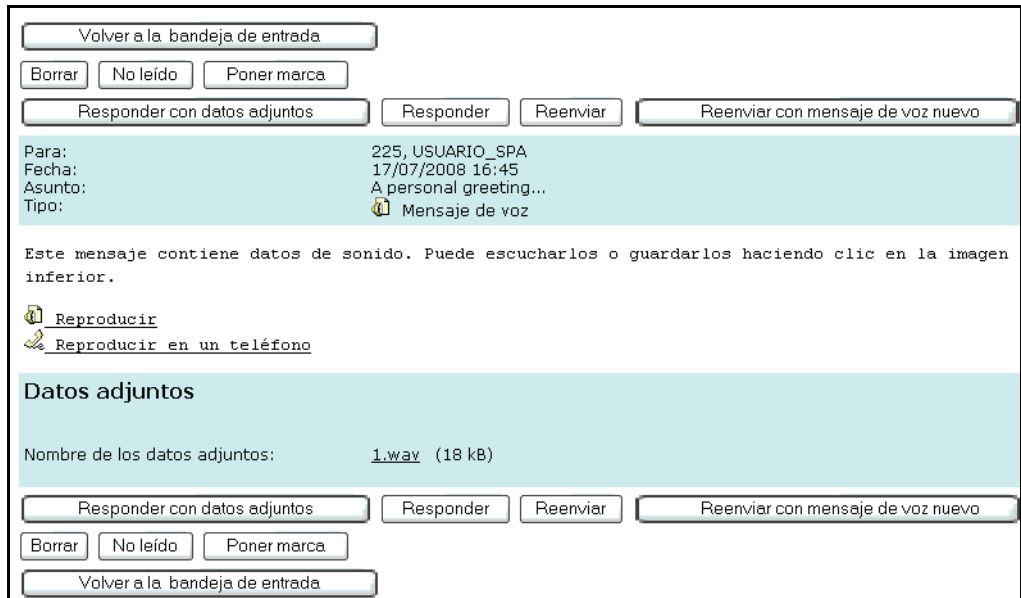 Volver a la bandeja de entrada
Borrar No leído Poner marca
Responder con datos adjuntos Responder Reenviar Reenviar con mensaje de voz nuevo
Para: 225, USUARIO_SPA
Fecha: 17/07/2008 16:45
Asunto: A personal greeting...
Tipo: Mensaje de voz
Este mensaje contiene datos de sonido. Puede escucharlos o guardarlos haciendo clic en la imagen
inferior.
Reproducir
Reproducir en un teléfono
Datos adjuntos
Nombre de los datos adjuntos: 1.wav (18 kB)
Responder con datos adjuntos Responder Reenviar Reenviar con mensaje de voz nuevo
Borrar No leído Poner marca
Volver a la bandeja de entrada